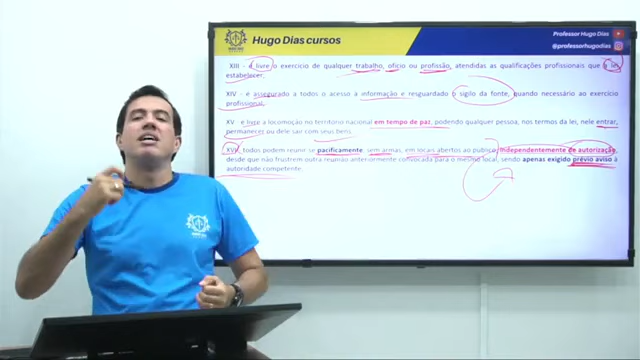 Hugo Dias cursos
Professor Hugo Dias
@professorhugodias
XIII - é livre o exercício de qualquer trabalho, ofício ou profissão, atendidas as qualificações profissionais que a lei
estabelecer;
XIV - é assegurado a todos o acesso à informação e resguardado o sigilo da fonte, quando necessário ao exercício
profissional;
XV - é livre a locomoção no território nacional em tempo de paz, podendo qualquer pessoa, nos termos da lei, nele entrar,
permanecer ou dele sair com seus bens;
XVI - todos podem reunir-se pacificamente, sem armas, em locais abertos ao público, independentemente de autorização,
desde que não frustrem outra reunião anteriormente convocada para o mesmo local, sendo apenas exigido prévio aviso à
autoridade competente;